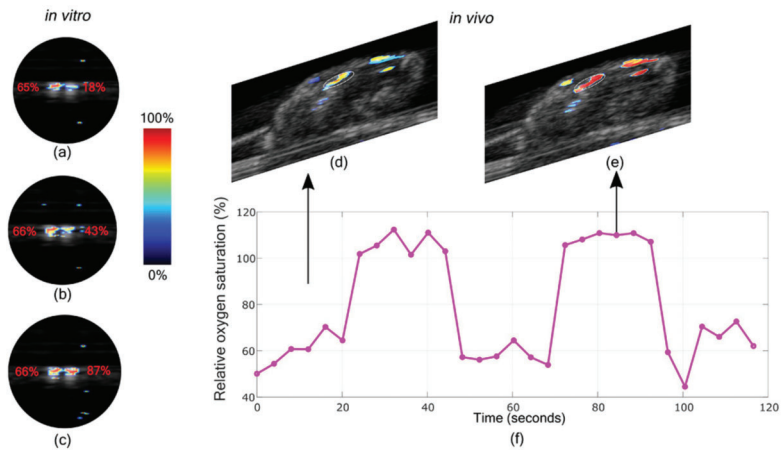 in vitro
in vivo
65% 18%
(a)
100%
66% 43%
(b)
0%
66% 87%
(c)
(d)
(e)
Relative oxygen saturation (%)
120
100
80
60
40
0 20 40 60 80 100 120
Time (seconds)
(f)